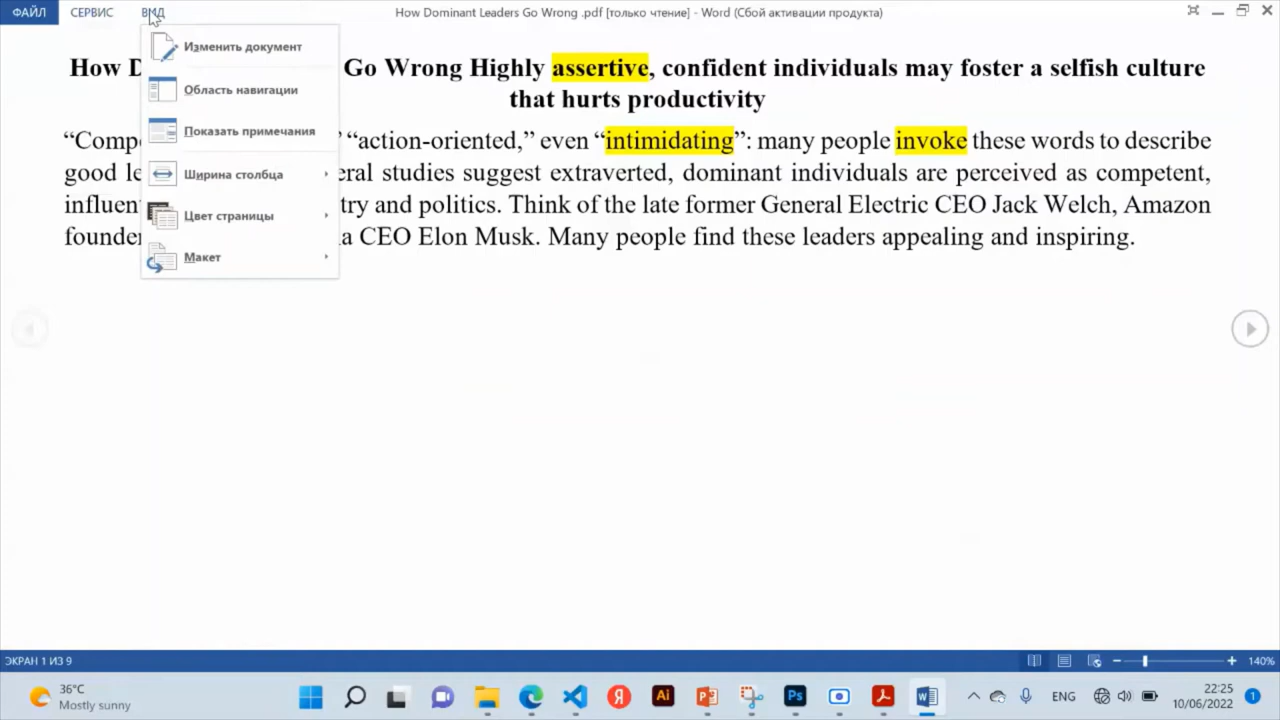 ФАЙЛ СЕРВИС ВИД How Dominant Leaders Go Wrong .pdf [только чтение] - Word (Сбой активации продукта)
Изменить документ
Область навигации
Показать примечания
Ширина столбца
Цвет страницы
Макет
How D Go Wrong Highly assertive, confident individuals may foster a selfish culture
that hurts productivity
“Compe ” “action-oriented,” even “intimidating”: many people invoke these words to describe
good le eral studies suggest extraverted, dominant individuals are perceived as competent,
influen try and politics. Think of the late former General Electric CEO Jack Welch, Amazon
founde a CEO Elon Musk. Many people find these leaders appealing and inspiring.
ЭКРАН 1 ИЗ 9 140%
36°C
Mostly sunny
Я Ai Ps ENG
22:25
10/06/2022
1